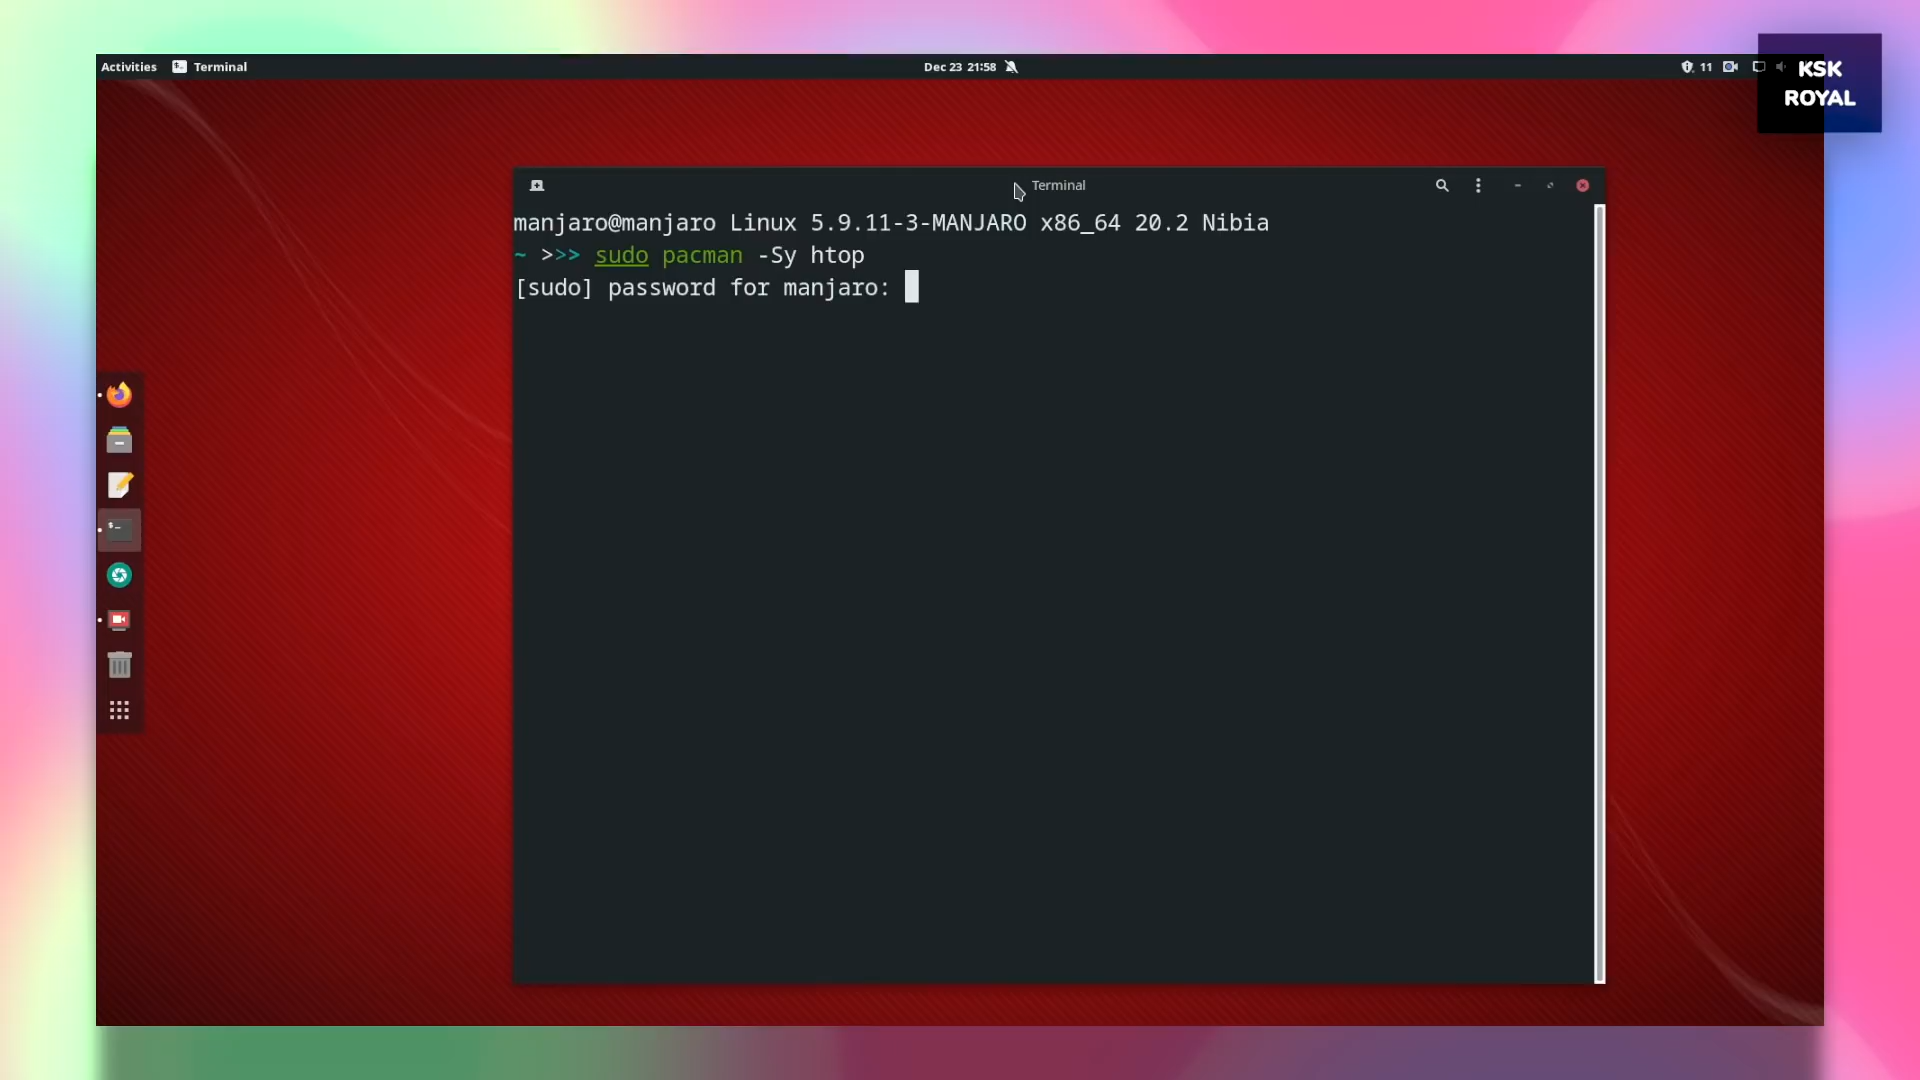 Activities Terminal Dec 23 21:58 11
KSK
ROYAL
Terminal
manjaro@manjaro Linux 5.9.11-3-MANJARO x86_64 20.2 Nibia
~ >>> sudo pacman -Sy htop
[sudo] password for manjaro: